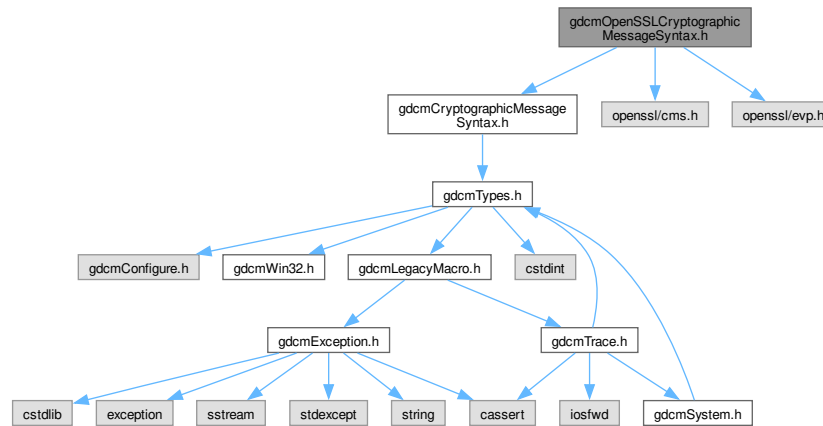 gdcmOpenSSLCryptographic
MessageSyntax.h
gdcmCryptographicMessage
Syntax.h
openssl/cms.h
openssl/evp.h
gdcmTypes.h
gdcmConfigure.h
gdcmWin32.h
gdcmLegacyMacro.h
cstdint
gdcmException.h
gdcmTrace.h
cstdlib
exception
sstream
stdexcept
string
cassert
iosfwd
gdcmSystem.h